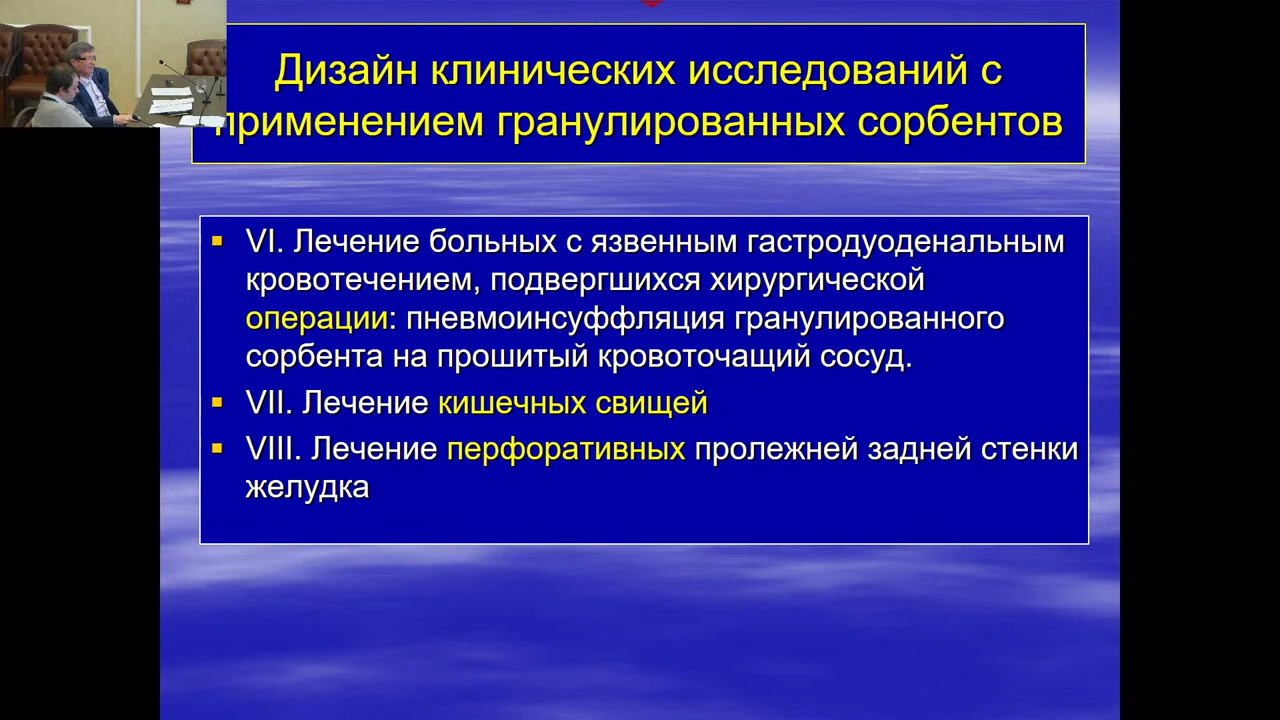 Дизайн клинических исследований с
применением гранулированных сорбентов
VI. Лечение больных с язвенным гастродуоденальным
кровотечением, подвергшихся хирургической
операции: пневмоинсуффляция гранулированного
сорбента на прошитый кровоточащий сосуд.
VII. Лечение кишечных свищей
VIII. Лечение перфоративных пролежней задней стенки
желудка